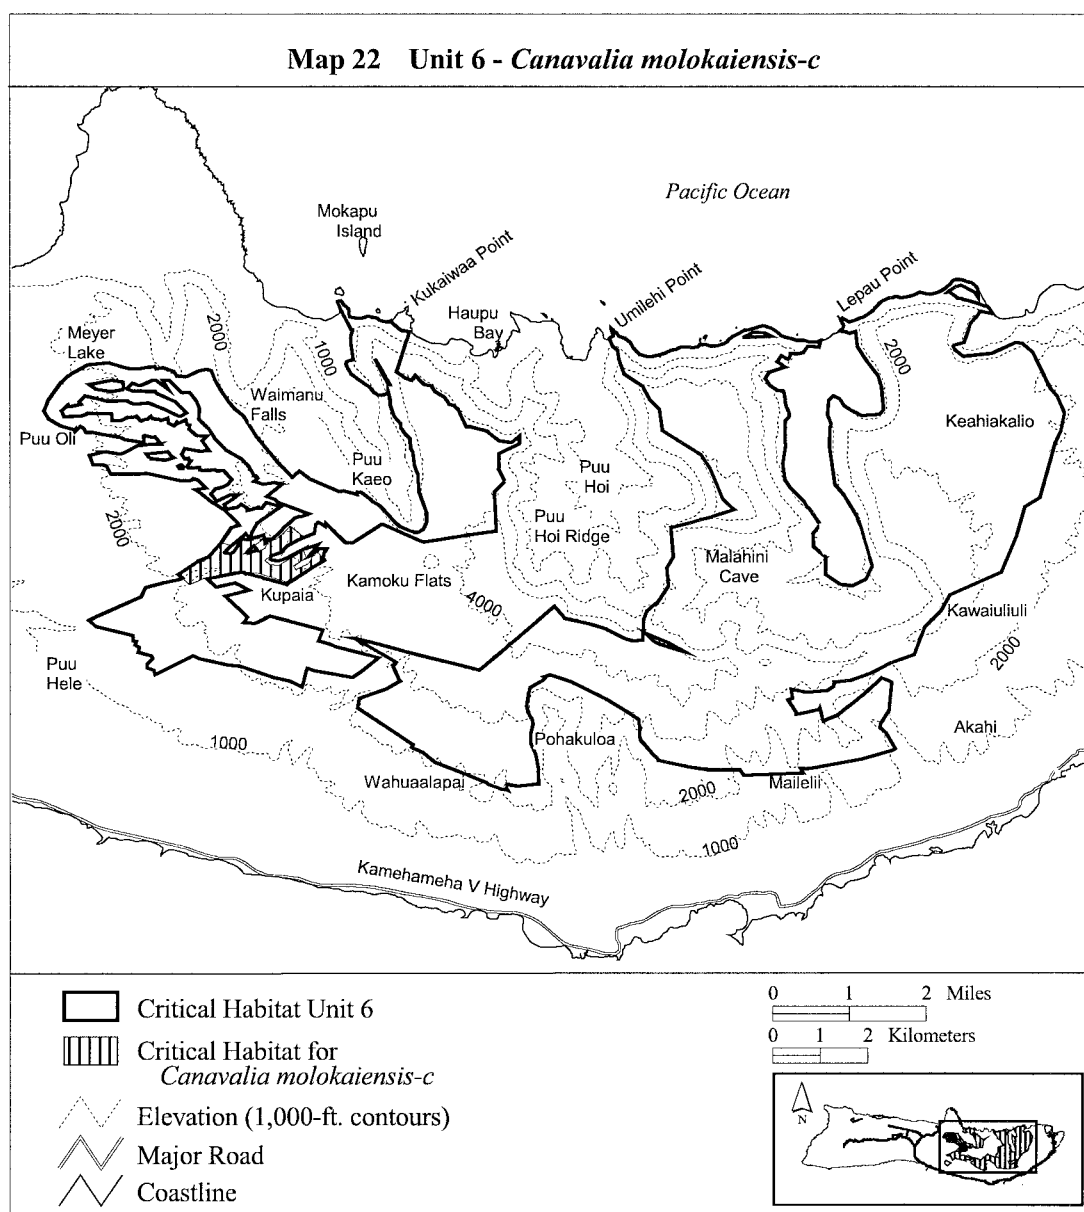 Map 22 Unit 6 - Canavalia molokaiensis-c
Pacific Ocean
Mokapu
Island
Kukaiwaa Point
Haupu
Bay
Umilehi Point
Lepau Point
Meyer
Lake
2000
1000
2000
Waimanu
Falls
Puu Oli
Puu
Kaeo
Puu
Hoi
Keahiakalio
2000
Puu
Hoi Ridge
Malahini
Cave
Kupaia
Kamoku Flats
4000
Kawaiuliuli
2000
Puu
Hele
1000
Pohakuloa
Akahi
Wahuaalapai
2000
Mailelii
1000
Kamehameha V Highway
Critical Habitat Unit 6
Critical Habitat for
Canavalia molokaiensis-c
Elevation (1,000-ft. contours)
Major Road
Coastline
0 1 2 Miles
0 1 2 Kilometers
N